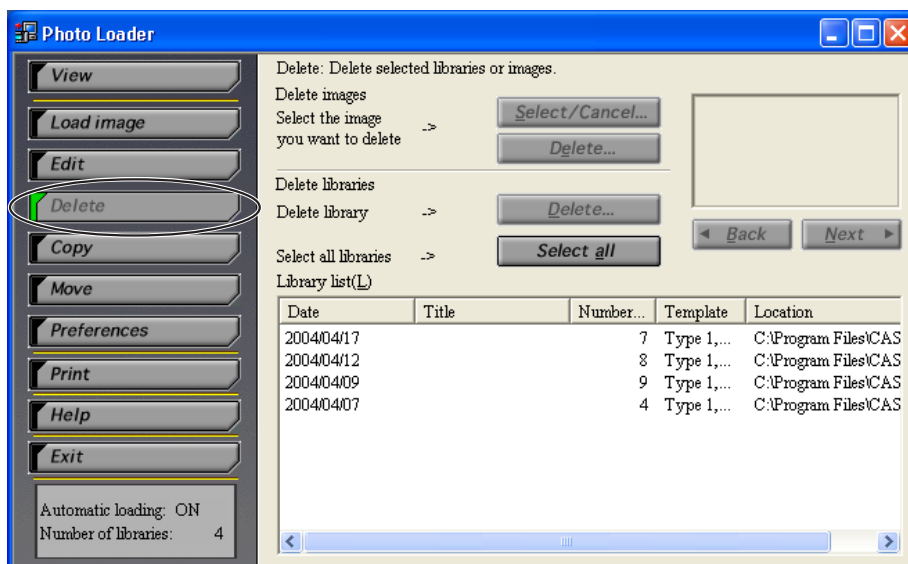 Photo Loader
View
Load image
Edit
Delete
Copy
Move
Preferences
Print
Help
Exit
Automatic loading: ON
Number of libraries: 4
Delete: Delete selected libraries or images.
Delete images
Select the image
you want to delete ->
Select/Cancel...
Delete...
Delete libraries
Delete library -> Delete...
Back Next
Select all libraries -> Select all
Library list(L)
Date Title Number... Template Location
2004/04/17 7 Type 1,... C:\Program Files\CAS
2004/04/12 8 Type 1,... C:\Program Files\CAS
2004/04/09 9 Type 1,... C:\Program Files\CAS
2004/04/07 4 Type 1,... C:\Program Files\CAS